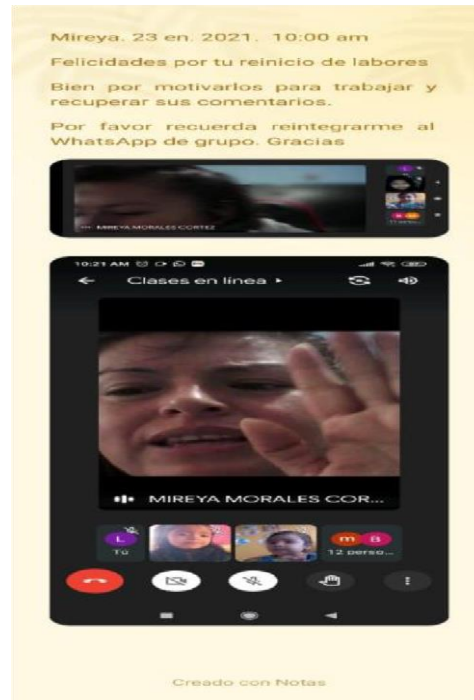 Mireya. 23 en. 2021. 10:00 am
Felicidades por tu reinicio de labores
Bien por motivarlos para trabajar y
recuperar sus comentarios.
Por favor recuerda reintegrarme al
WhatsApp de grupo. Gracias
MIREYA MORALES CORTEZ
10:21 AM
Clases en línea
MIREYA MORALES COR...
L
m B
Tú
12 perso...
Creado con Notas